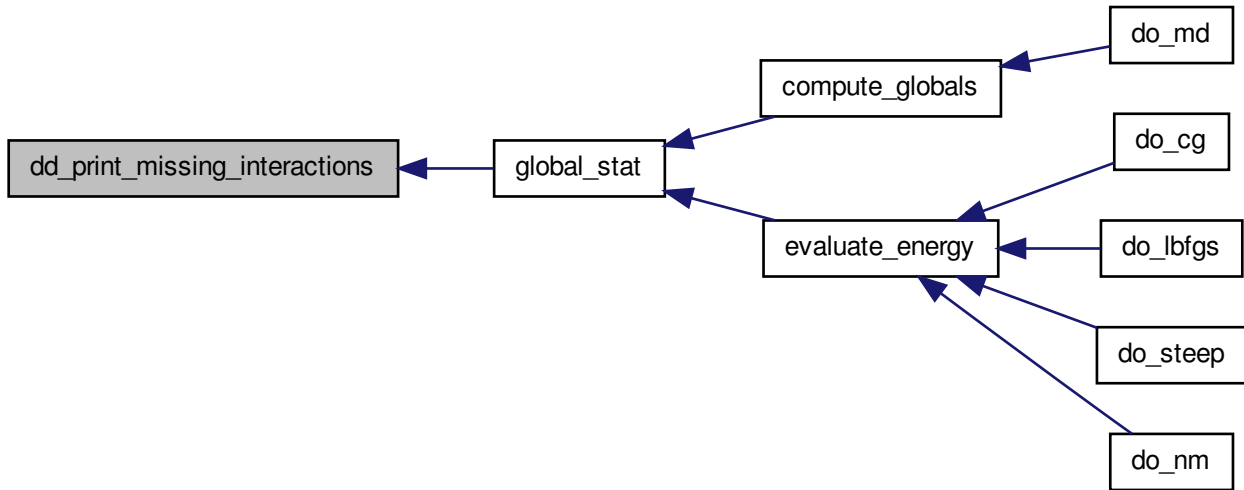 do_md
compute_globals
do_cg
dd_print_missing_interactions
global_stat
evaluate_energy
do_lbfgs
do_steep
do_nm